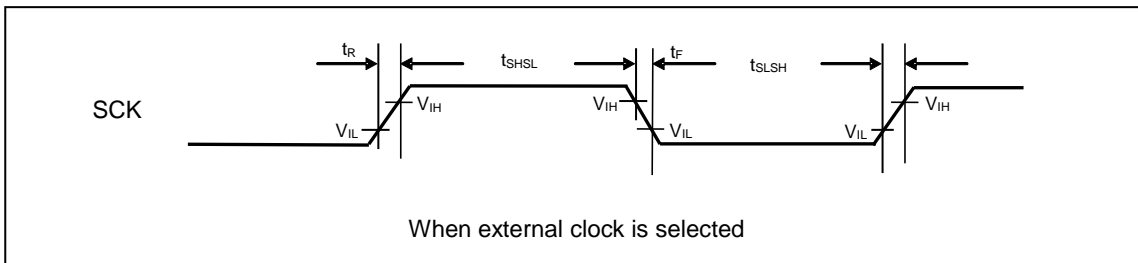 tR tSHSL tF tSLSH
SCK
VIH VIH VIH
VIL VIL VIL
When external clock is selected